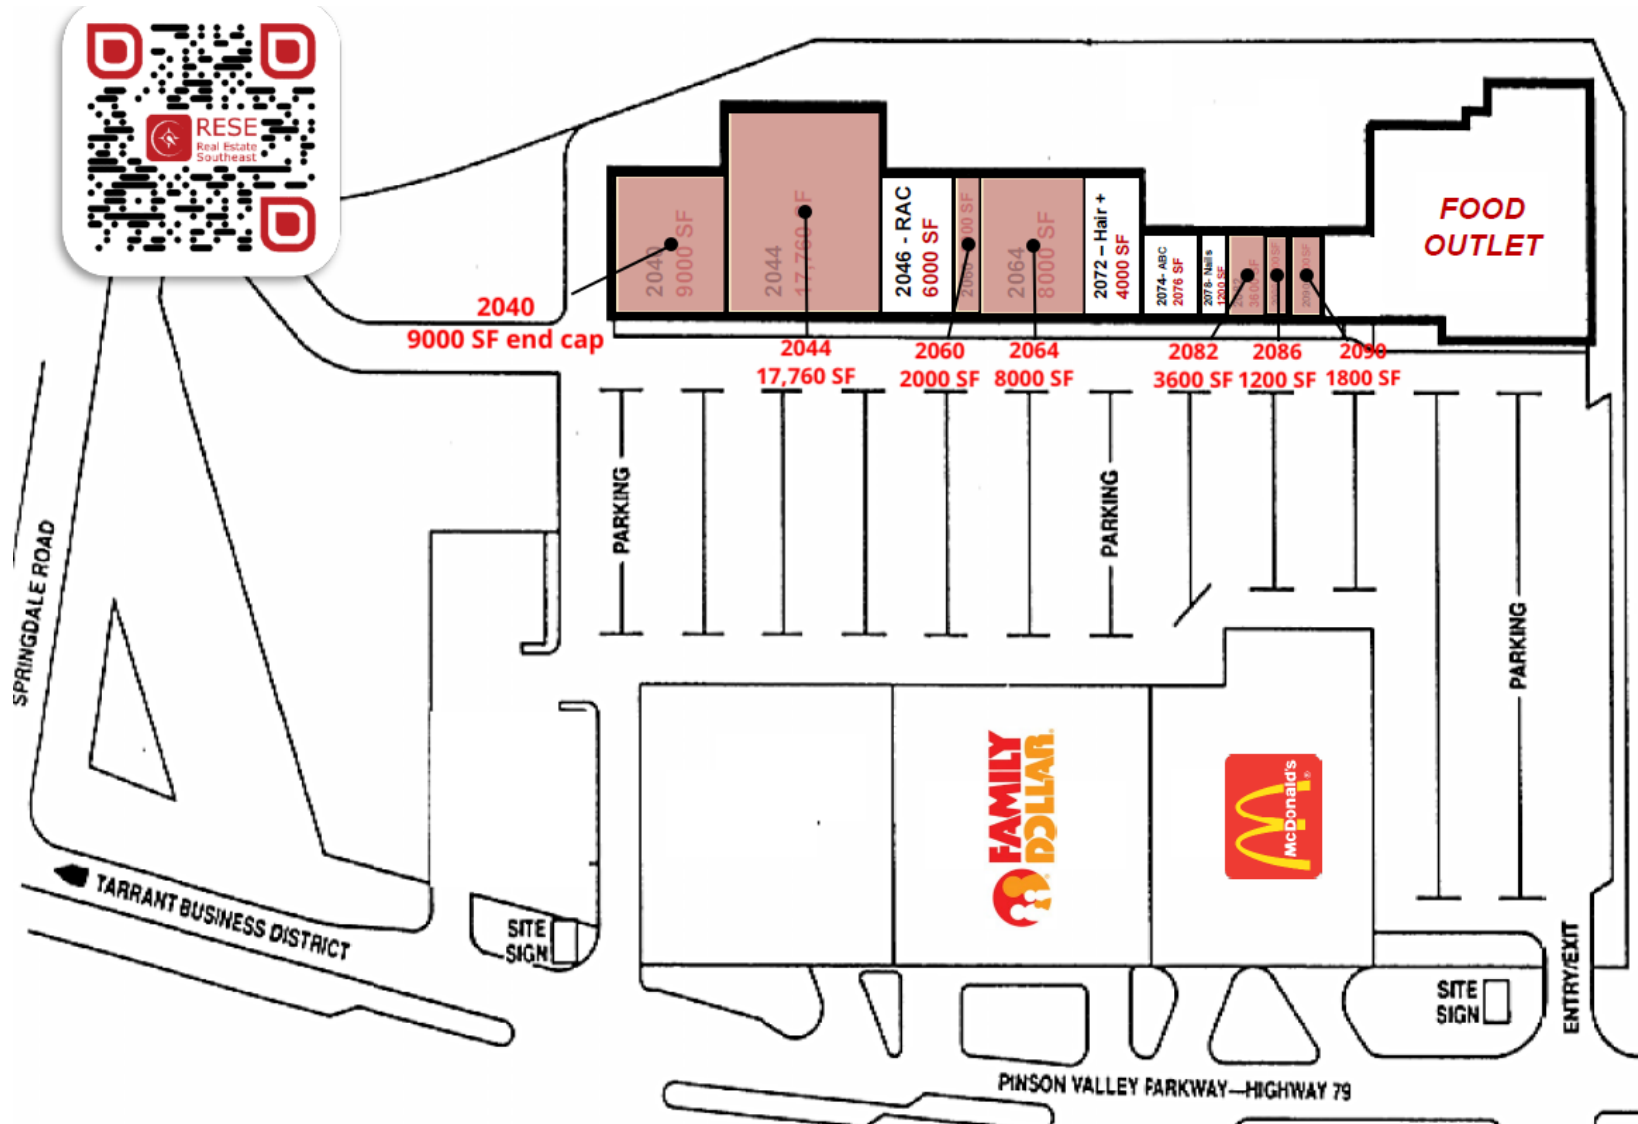 RESE
Real Estate
Southeast
FOOD
OUTLET
2040
9000 SF
2044
17,760 SF
2046 - RAC
6000 SF
2060
00 SF
2064
8000 SF
2072 – Hair +
4000 SF
2074- ABC
2076 SF
2078- Nails
1200 SF
2040
9000 SF end cap
2044
17,760 SF
2060
2000 SF
2064
8000 SF
2082
3600 SF
2086
1200 SF
2090
1800 SF
PARKING
PARKING
PARKING
SPRINGDALE ROAD
FAMILY
DOLLAR
McDonald's
TARRANT BUSINESS DISTRICT
SITE
SIGN
SITE
SIGN
ENTRY/EXIT
PINSON VALLEY PARKWAY—HIGHWAY 79